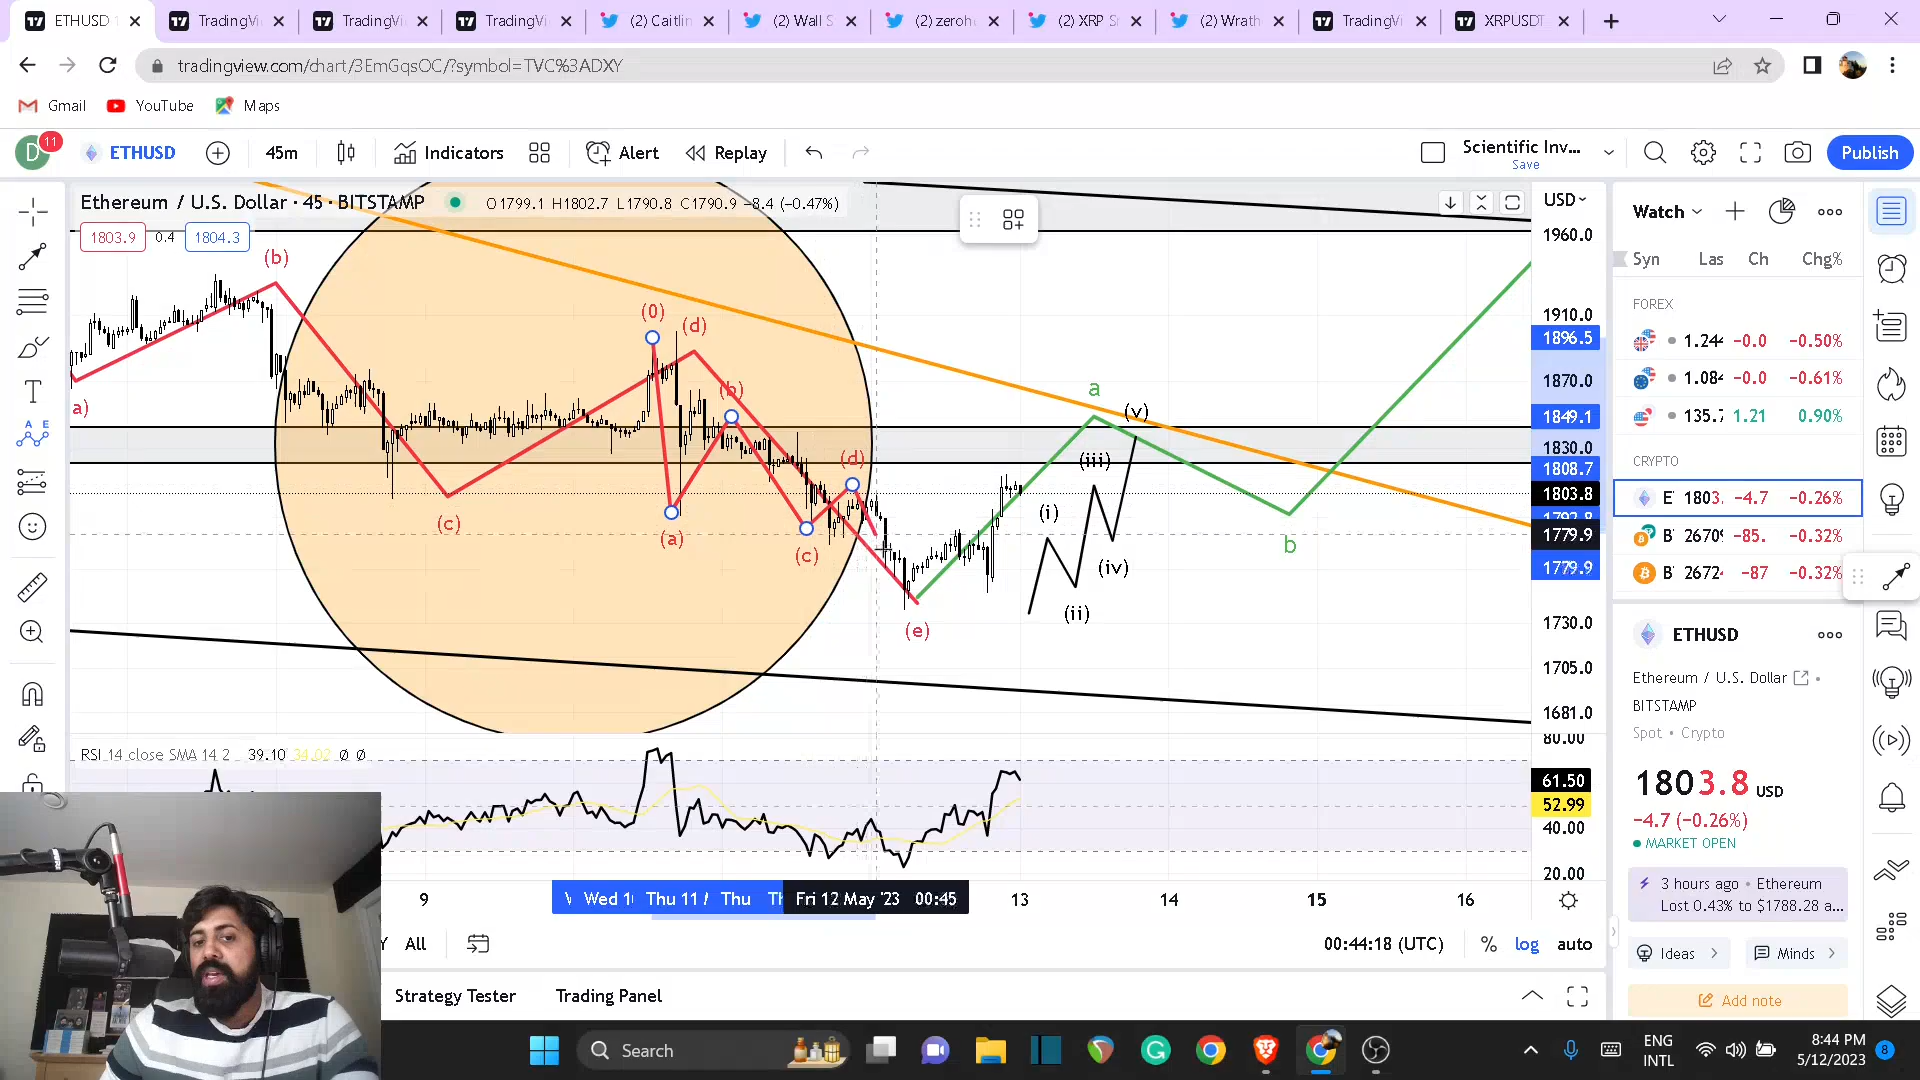 ETHUSD 1
TradingVi
TradingVi
TradingVi
(2) Caitlin
(2) Wall S
(2) zeroh
(2) XRP Sr
(2) Wrath
TradingVi
XRPUSDT
tradingview.com/chart/3EmGqsOC/?symbol=TVC%3ADXY
Gmail
YouTube
Maps
D
11
ETHUSD
45m
Indicators
Alert
Replay
Scientific Inv...
Save
Publish
Ethereum / U.S. Dollar · 45 · BITSTAMP
O1799.1 H1802.7 L1790.8 C1790.9 −8.4 (−0.47%)
1803.9
0.4
1804.3
USD
1960.0
1910.0
1896.5
1870.0
1849.1
1830.0
1808.7
1803.8
1779.9
1779.9
1730.0
1705.0
1681.0
a)
(b)
(c)
(0)
(d)
(b)
(a)
(c)
(d)
(e)
a
b
(i)
(ii)
(iii)
(iv)
(v)
RSI 14 close SMA 14 2 39.10 34.02 Ø Ø
80.00
61.50
52.99
40.00
20.00
9
Wed 1
Thu 11
Thu
Fri 12 May '23 00:45
13
14
15
16
Y
All
00:44:18 (UTC)
%
log
auto
Strategy Tester
Trading Panel
Watch
Syn
Las
Ch
Chg%
FOREX
1.244 −0.0 −0.50%
1.084 −0.0 −0.61%
135.7 1.21 0.90%
CRYPTO
E 1803. −4.7 −0.26%
B 26709 −85. −0.32%
B 26724 −87 −0.32%
ETHUSD
Ethereum / U.S. Dollar
BITSTAMP
Spot • Crypto
1803.8 USD
−4.7 (−0.26%)
MARKET OPEN
3 hours ago • Ethereum
Lost 0.43% to $1788.28 a...
Ideas
Minds
Add note
Search
ENG
INTL
8:44 PM
5/12/2023
8